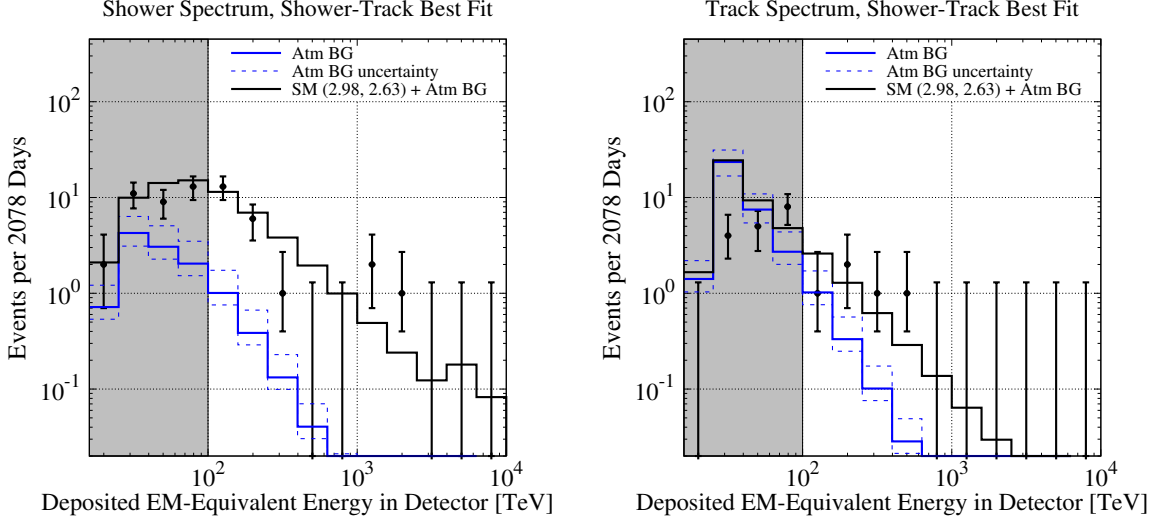 Shower Spectrum, Shower-Track Best Fit
Atm BG
Atm BG uncertainty
SM (2.98, 2.63) + Atm BG
Events per 2078 Days
10^2
10^1
10^0
10^-1
10^2
10^3
10^4
Deposited EM-Equivalent Energy in Detector [TeV]
Track Spectrum, Shower-Track Best Fit
Atm BG
Atm BG uncertainty
SM (2.98, 2.63) + Atm BG
Events per 2078 Days
10^2
10^1
10^0
10^-1
10^2
10^3
10^4
Deposited EM-Equivalent Energy in Detector [TeV]